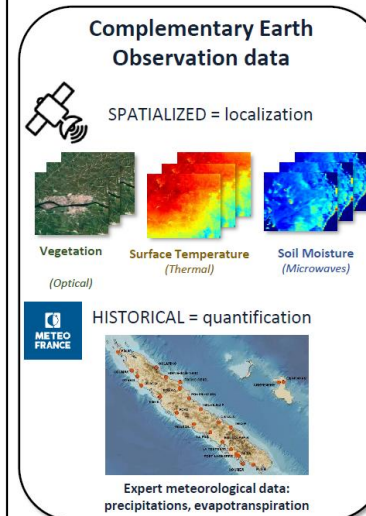 Complementary Earth
Observation data
SPATIALIZED = localization
Vegetation
(Optical)
Surface Temperature
(Thermal)
Soil Moisture
(Microwaves)
METEO
FRANCE
HISTORICAL = quantification
Expert meteorological data:
precipitations, evapotranspiration